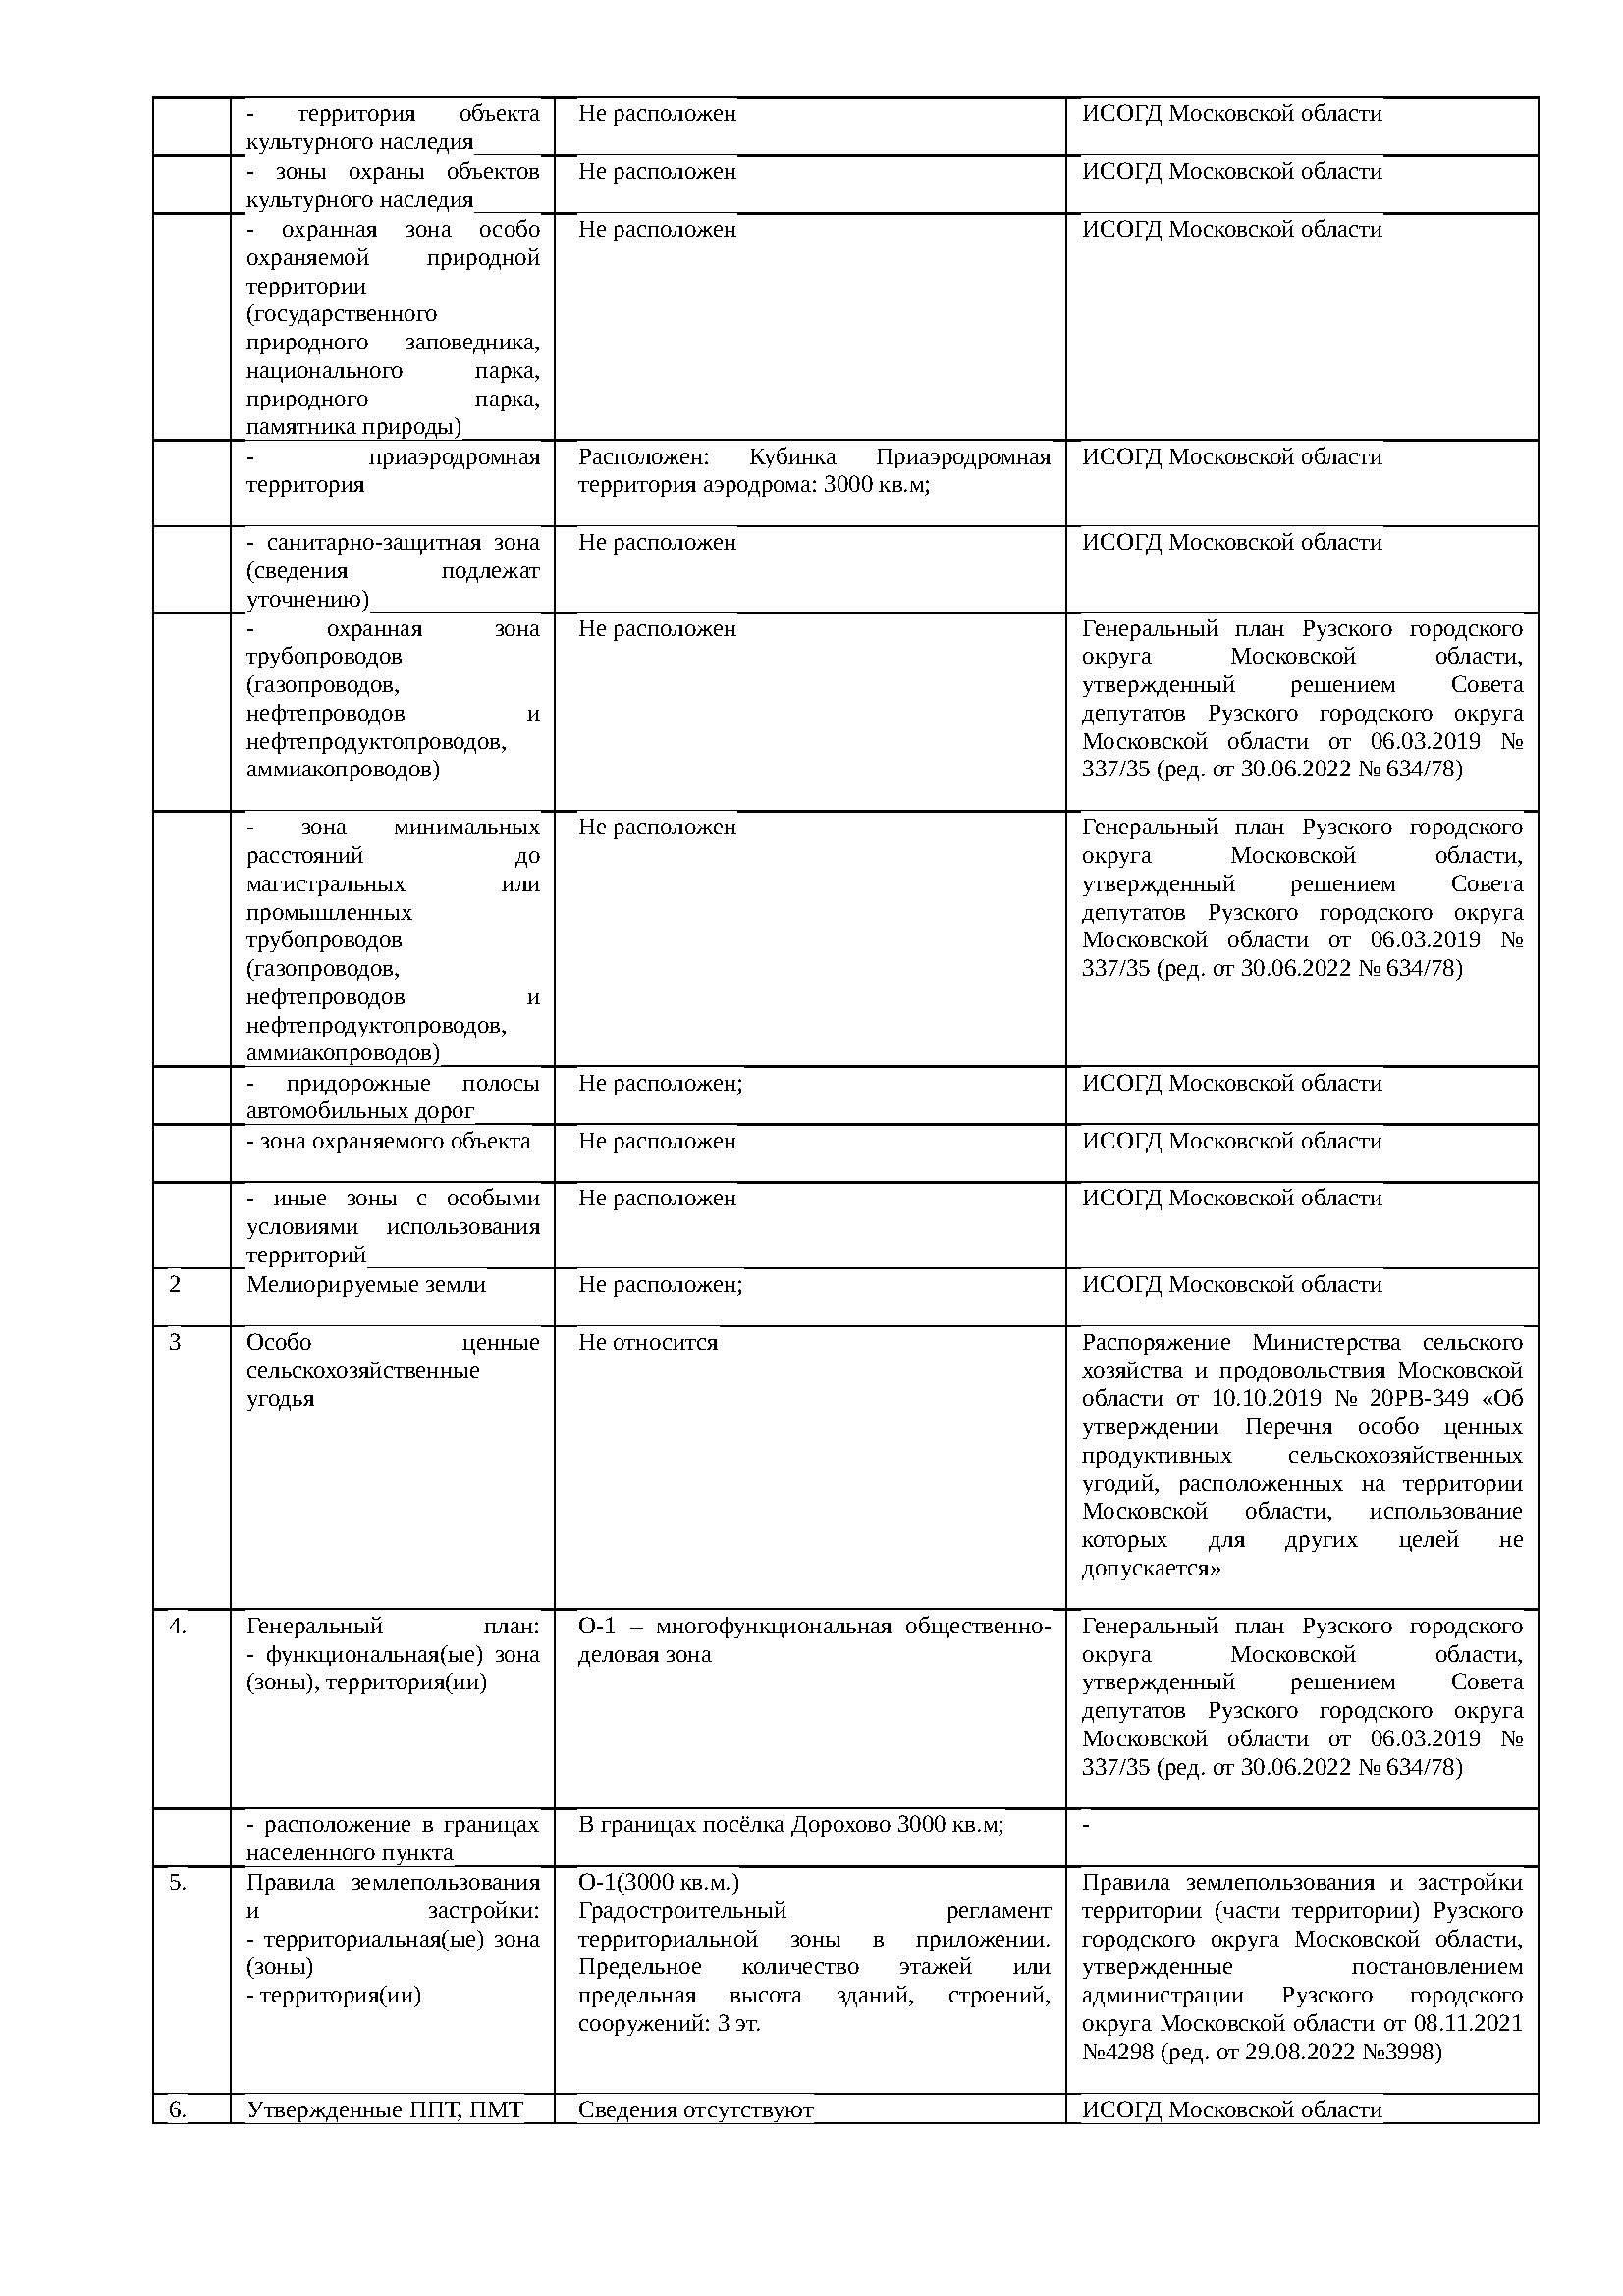 - территория объекта
культурного наследия
Не расположен
ИСОГД Московской области
- зоны охраны объектов
культурного наследия
Не расположен
ИСОГД Московской области
- охранная зона особо
охраняемой природной
территории
(государственного
природного заповедника,
национального парка,
природного парка,
памятника природы)
Не расположен
ИСОГД Московской области
- приаэродромная
территория
Расположен: Кубинка Приаэродромная
территория аэродрома: 3000 кв.м;
ИСОГД Московской области
- санитарно-защитная зона
(сведения подлежат
уточнению)
Не расположен
ИСОГД Московской области
- охранная зона
трубопроводов
(газопроводов,
нефтепроводов и
нефтепродуктопроводов,
аммиакопроводов)
Не расположен
Генеральный план Рузского городского
округа Московской области,
утвержденный решением Совета
депутатов Рузского городского округа
Московской области от 06.03.2019 №
337/35 (ред. от 30.06.2022 № 634/78)
- зона минимальных
расстояний до
магистральных или
промышленных
трубопроводов
(газопроводов,
нефтепроводов и
нефтепродуктопроводов,
аммиакопроводов)
Не расположен
Генеральный план Рузского городского
округа Московской области,
утвержденный решением Совета
депутатов Рузского городского округа
Московской области от 06.03.2019 №
337/35 (ред. от 30.06.2022 № 634/78)
- придорожные полосы
автомобильных дорог
Не расположен;
ИСОГД Московской области
- зона охраняемого объекта
Не расположен
ИСОГД Московской области
- иные зоны с особыми
условиями использования
территорий
Не расположен
ИСОГД Московской области
2
Мелиорируемые земли
Не расположен;
ИСОГД Московской области
3
Особо ценные
сельскохозяйственные
угодья
Не относится
Распоряжение Министерства сельского
хозяйства и продовольствия Московской
области от 10.10.2019 № 20РВ-349 «Об
утверждении Перечня особо ценных
продуктивных сельскохозяйственных
угодий, расположенных на территории
Московской области, использование
которых для других целей не
допускается»
4.
Генеральный план:
- функциональная(ые) зона
(зоны), территория(ии)
О-1 – многофункциональная общественно-
деловая зона
Генеральный план Рузского городского
округа Московской области,
утвержденный решением Совета
депутатов Рузского городского округа
Московской области от 06.03.2019 №
337/35 (ред. от 30.06.2022 № 634/78)
- расположение в границах
населенного пункта
В границах посёлка Дорохово 3000 кв.м;
-
5.
Правила землепользования
и застройки:
- территориальная(ые) зона
(зоны)
- территория(ии)
О-1(3000 кв.м.)
Градостроительный регламент
территориальной зоны в приложении.
Предельное количество этажей или
предельная высота зданий, строений,
сооружений: 3 эт.
Правила землепользования и застройки
территории (части территории) Рузского
городского округа Московской области,
утвержденные постановлением
администрации Рузского городского
округа Московской области от 08.11.2021
№4298 (ред. от 29.08.2022 №3998)
6.
Утвержденные ППТ, ПМТ
Сведения отсутствуют
ИСОГД Московской области